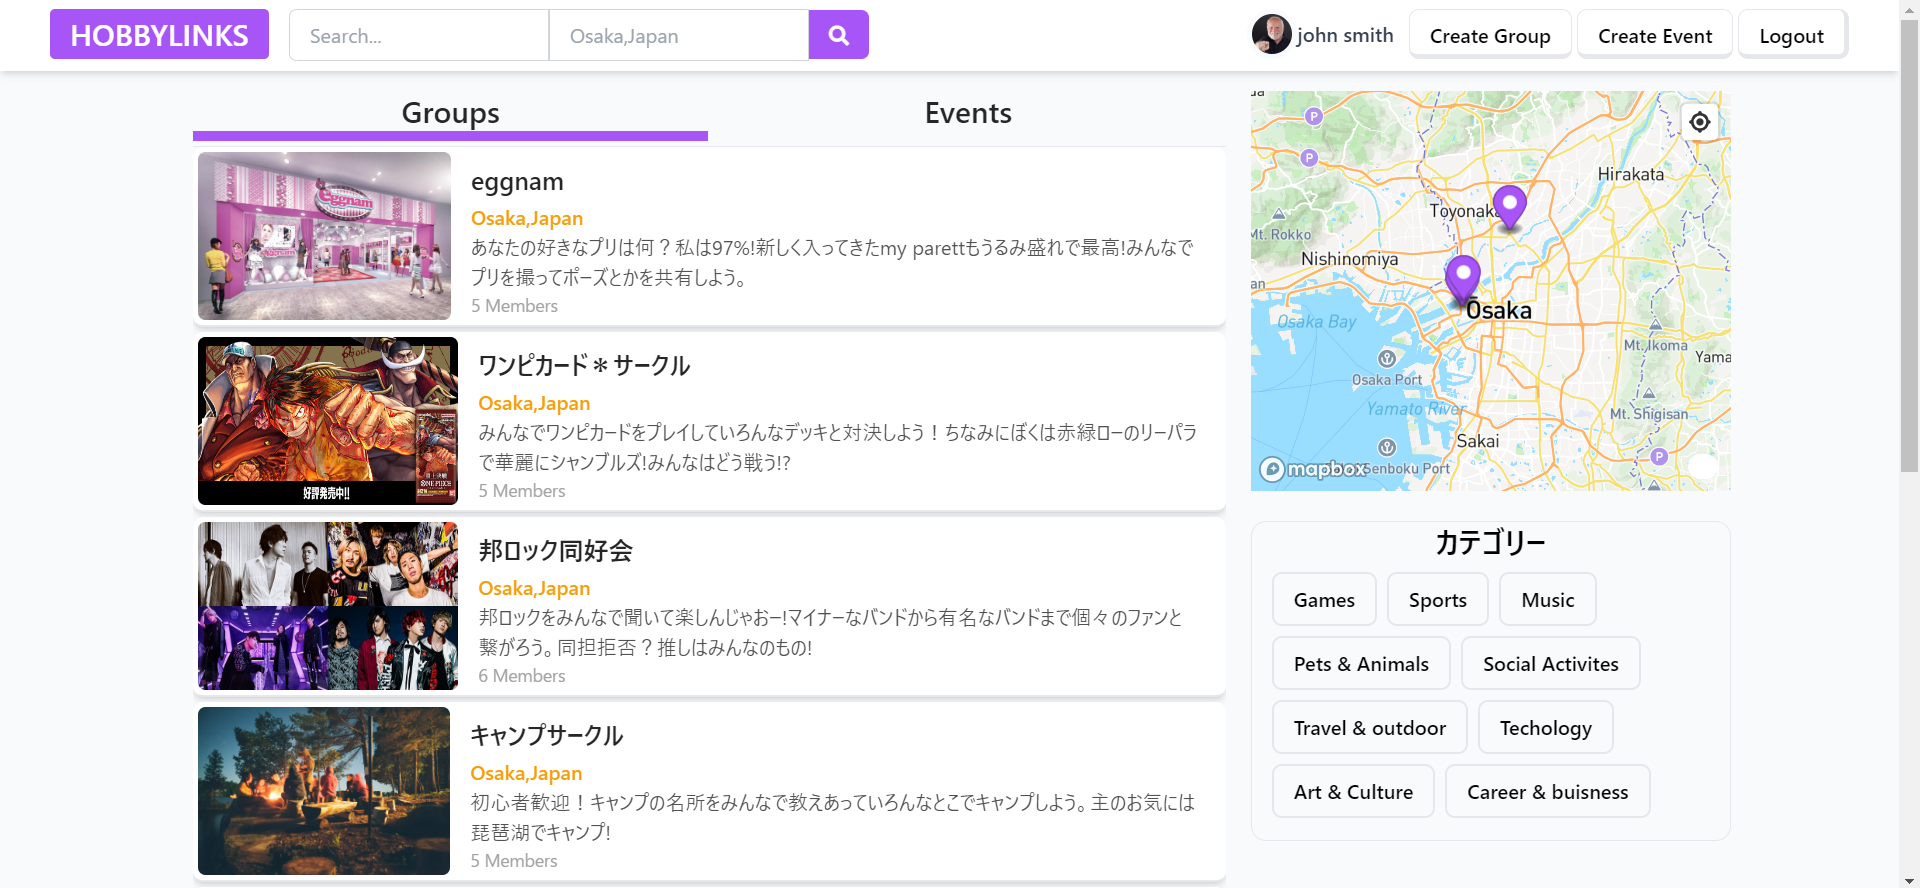 HOBBYLINKS
Search...
Osaka,Japan
john smith
Create Group
Create Event
Logout
Groups
Events
eggnam
eggnam
Osaka,Japan
あなたの好きなプリは何？私は97%!新しく入ってきたmy parettもうるみ盛れで最高!みんなで
プリを撮ってポーズとかを共有しよう。
5 Members
好評発売中!!
ONE PIECE
ワンピカード＊サークル
Osaka,Japan
みんなでワンピカードをプレイしていろんなデッキと対決しよう！ちなみにぼくは赤緑ローのリーパラ
で華麗にシャンブルズ!みんなはどう戦う!?
5 Members
邦ロック同好会
Osaka,Japan
邦ロックをみんなで聞いて楽しんじゃおー!マイナーなバンドから有名なバンドまで個々のファンと
繋がろう。同担拒否？推しはみんなのもの!
6 Members
キャンプサークル
Osaka,Japan
初心者歓迎！キャンプの名所をみんなで教えあっていろんなとこでキャンプしよう。主のお気には
琵琶湖でキャンプ!
5 Members
da
P
P
Hirakata
Toyonaka
Mt. Rokko
Nishinomiya
an
Ōsaka
Osaka Bay
Mt. Ikoma
Yama
Osaka Port
Yamato River
Mt. Shigisan
Sakai
P
mapbox
Senboku Port
カテゴリー
Games
Sports
Music
Pets & Animals
Social Activites
Travel & outdoor
Techology
Art & Culture
Career & buisness